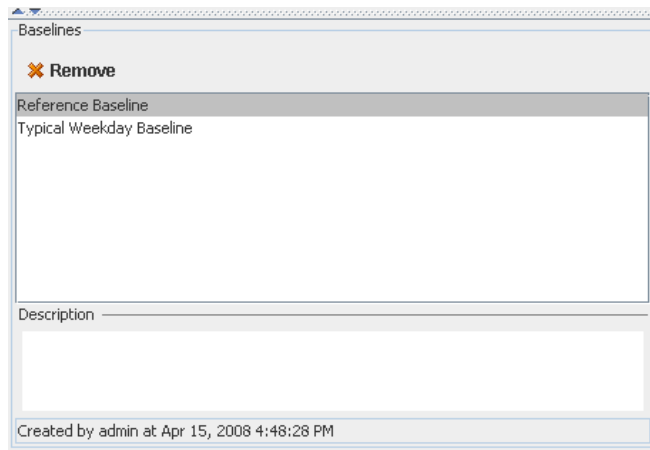 Baselines
Remove
Reference Baseline
Typical Weekday Baseline
Description
Created by admin at Apr 15, 2008 4:48:28 PM